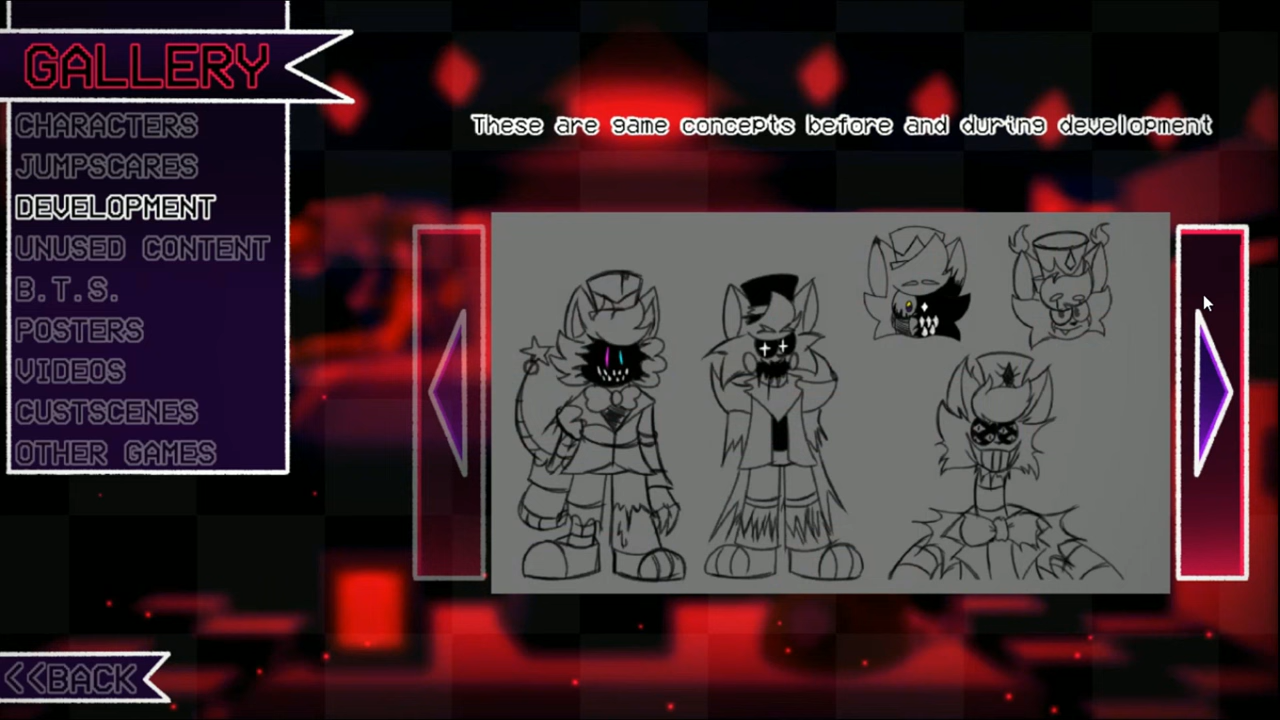 GALLERY
CHARACTERS
JUMPSCARES
DEVELOPMENT
UNUSED CONTENT
B.T.S.
POSTERS
VIDEOS
CUSTSCENES
OTHER GAMES
<<BACK
These are game concepts before and during development